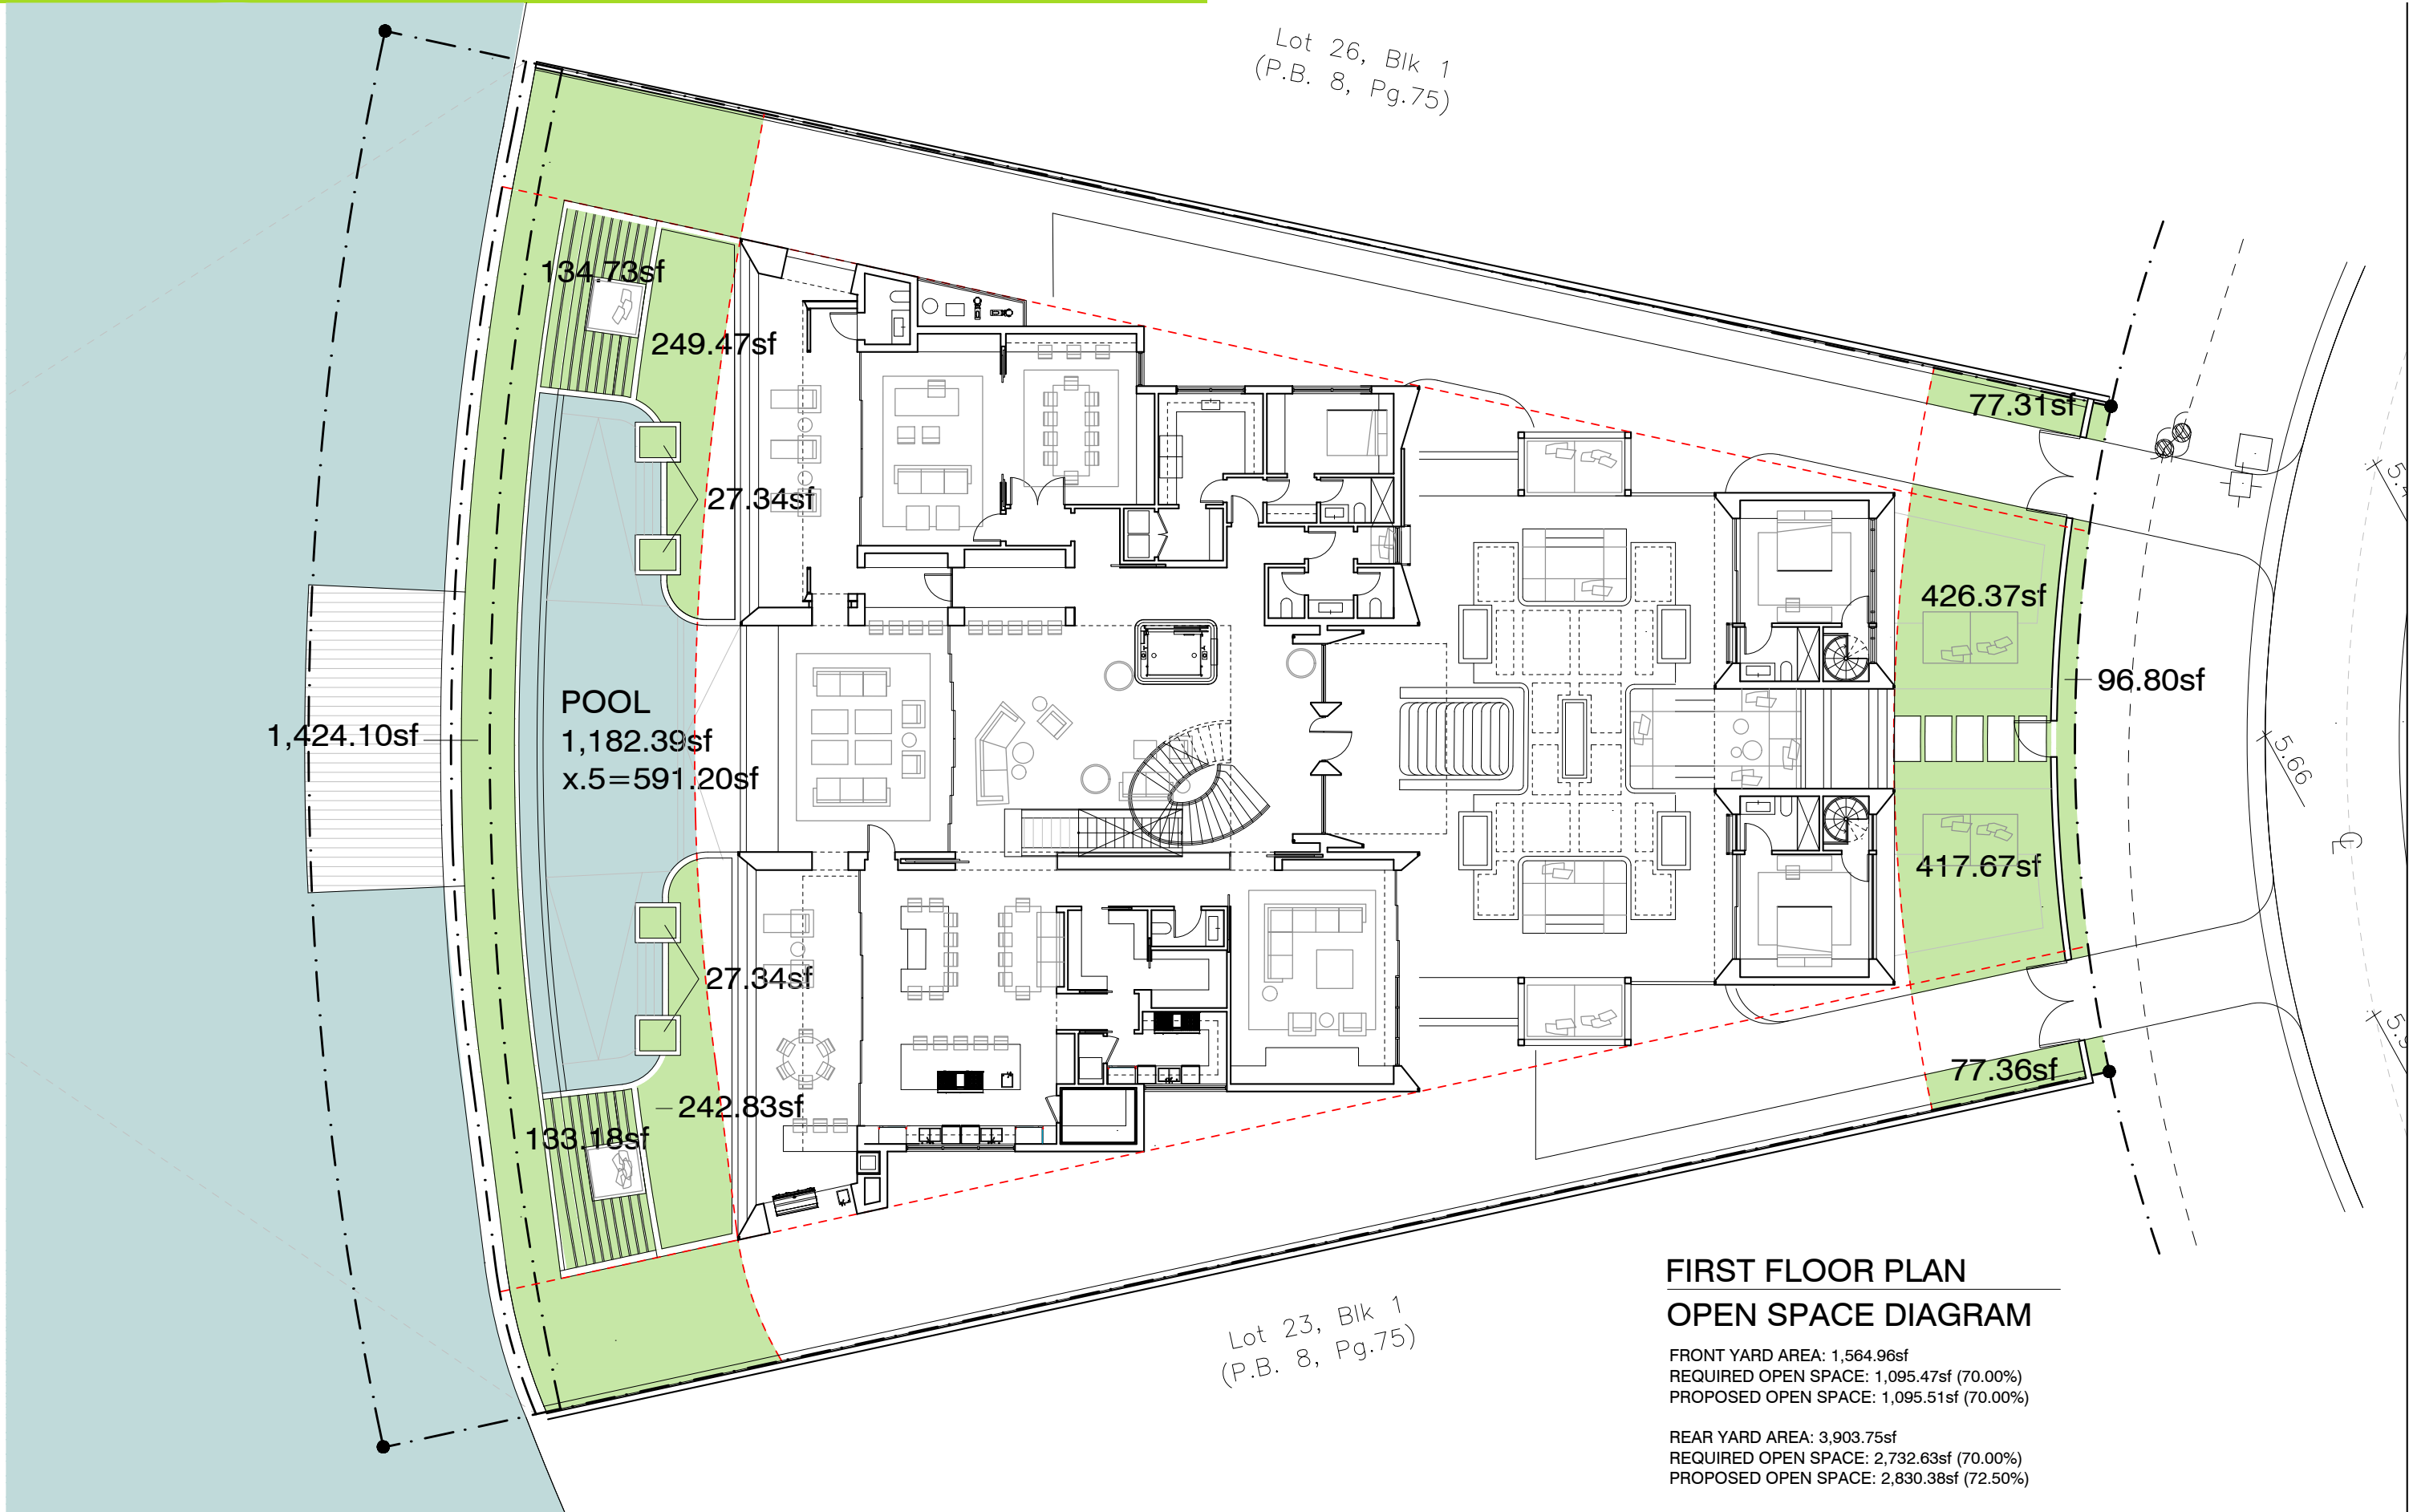 Lot 26, Blk 1
(P.B. 8, Pg.75)
134.73sf
249.47sf
77.31sf
27.34sf
426.37sf
96.80sf
POOL
1,182.39sf
x.5=591.20sf
1,424.10sf
5.66
417.67sf
27.34sf
77.36sf
242.83sf
133.18sf
Lot 23, Blk 1
(P.B. 8, Pg.75)
FIRST FLOOR PLAN
OPEN SPACE DIAGRAM
FRONT YARD AREA: 1,564.96sf
REQUIRED OPEN SPACE: 1,095.47sf (70.00%)
PROPOSED OPEN SPACE: 1,095.51sf (70.00%)
REAR YARD AREA: 3,903.75sf
REQUIRED OPEN SPACE: 2,732.63sf (70.00%)
PROPOSED OPEN SPACE: 2,830.38sf (72.50%)